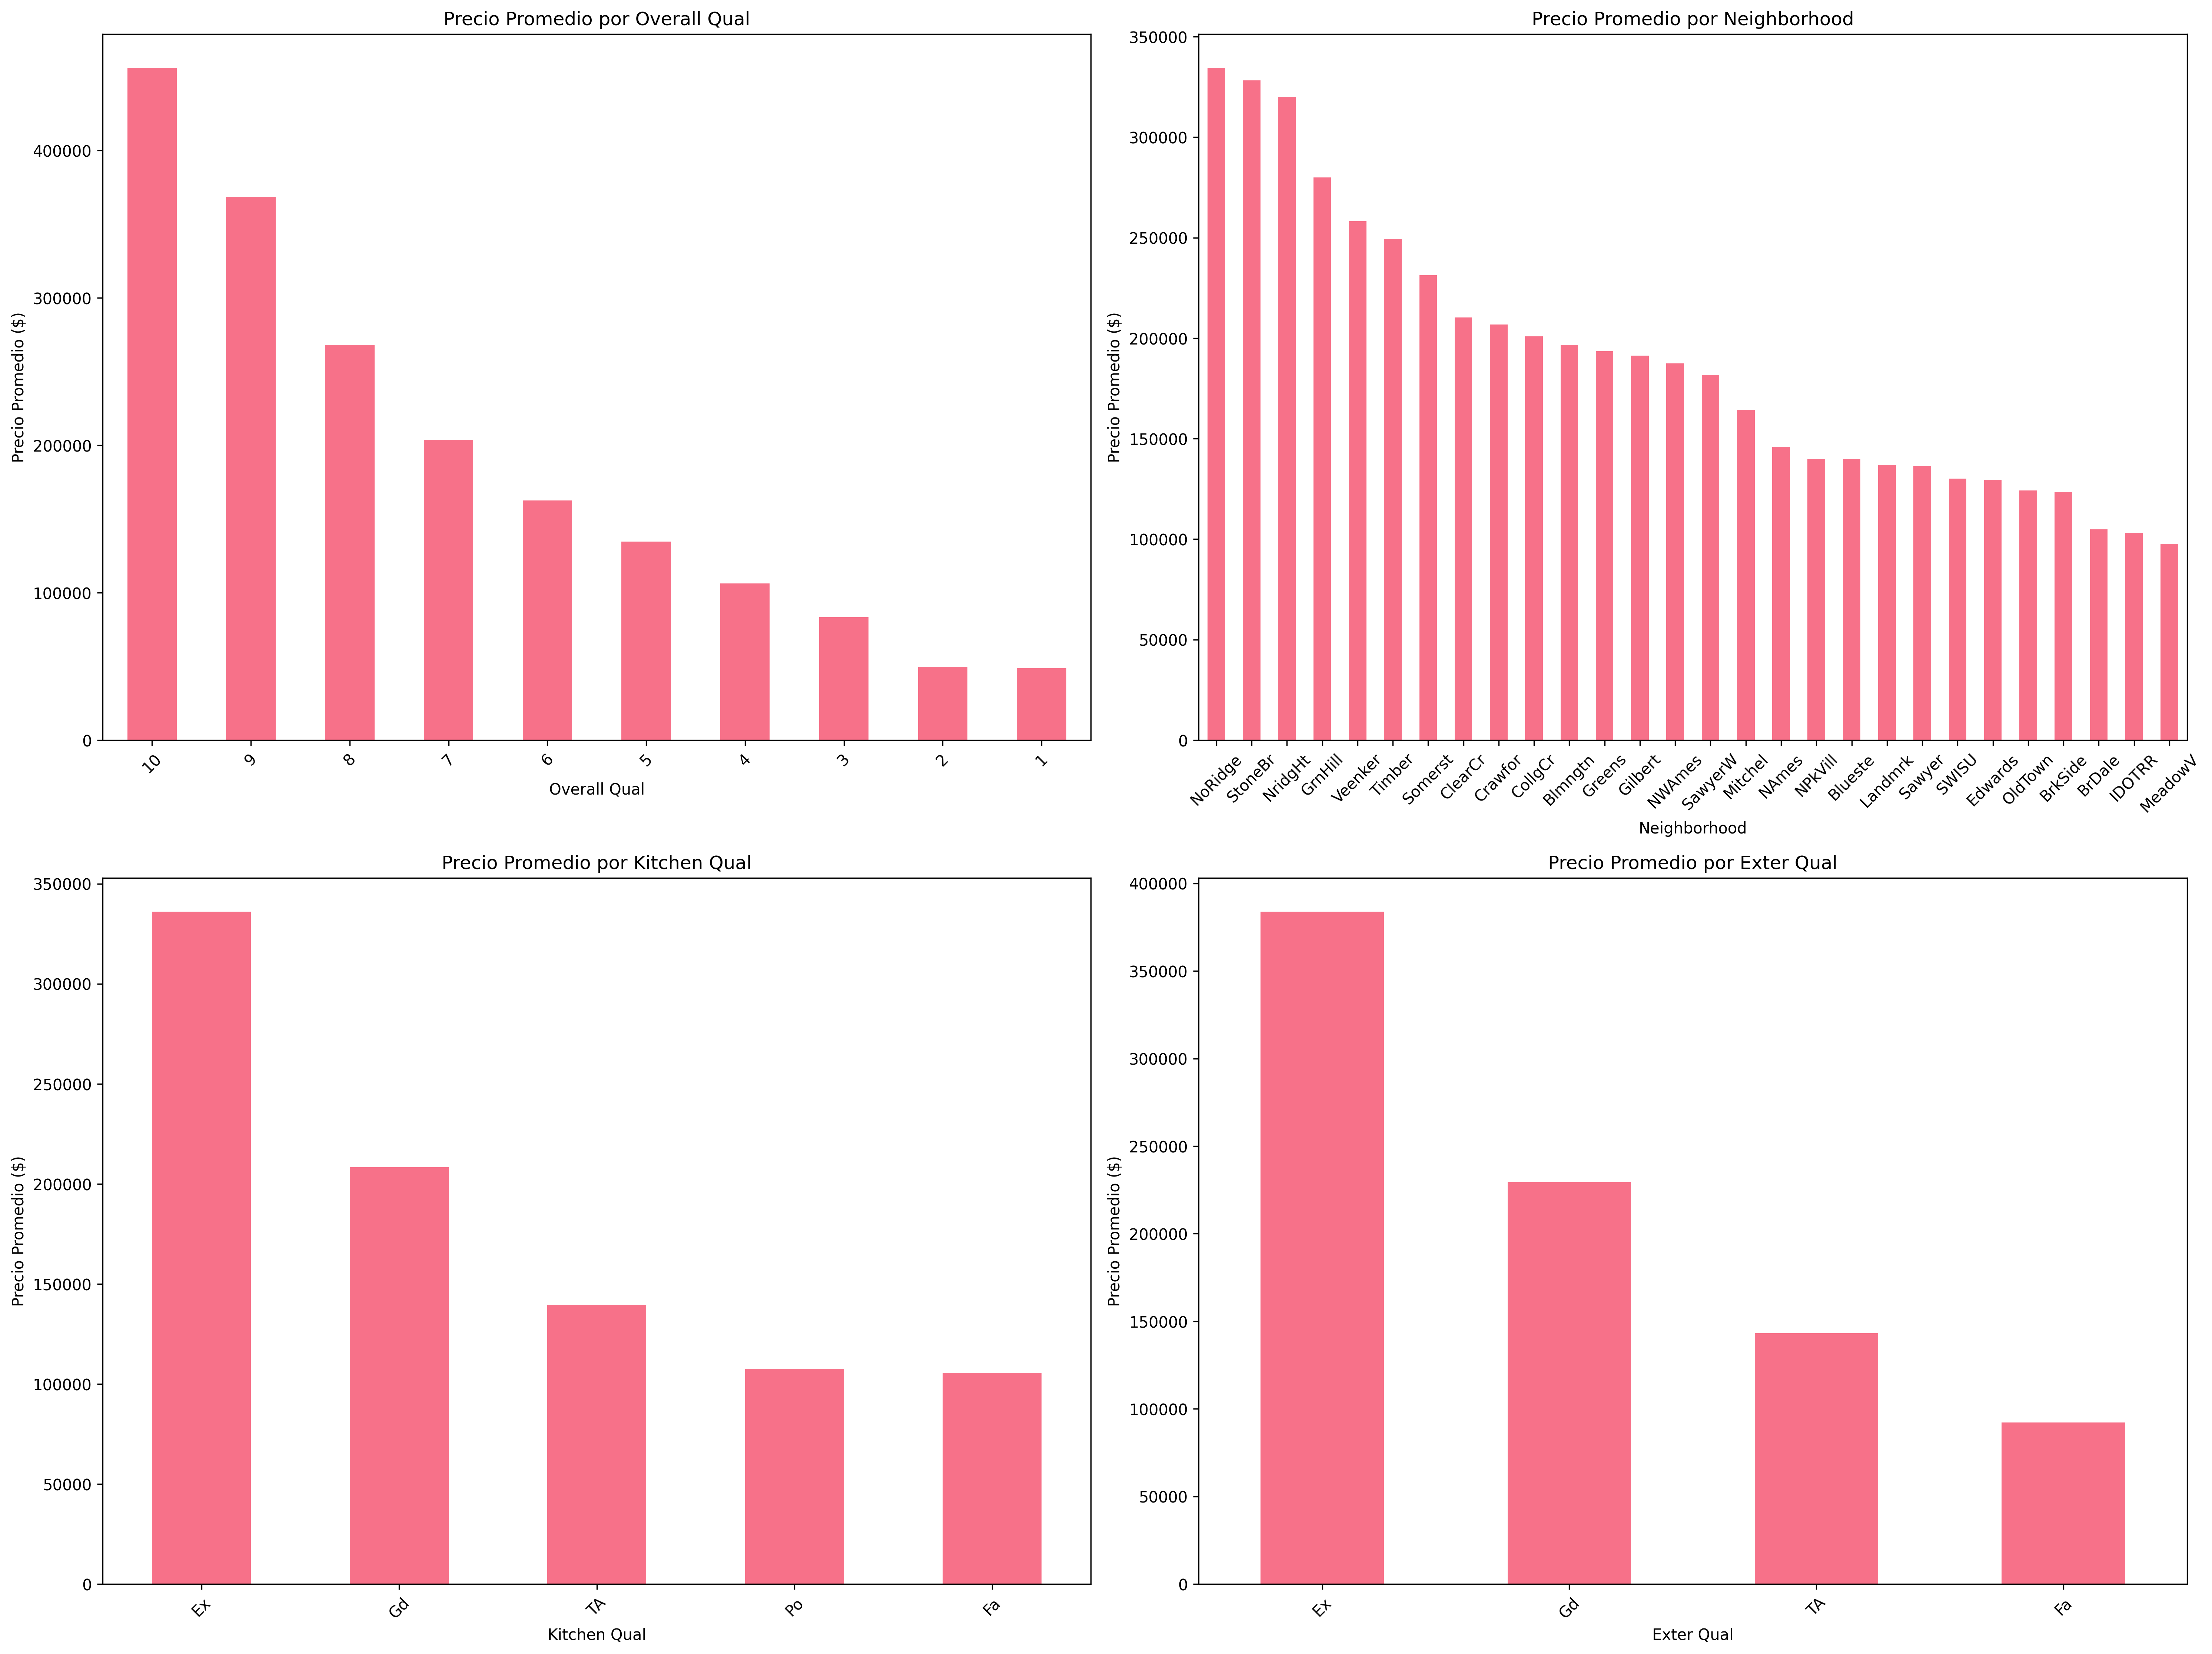 Precio Promedio por Overall Qual
Precio Promedio ($)
400000
300000
200000
100000
0
10 9 8 7 6 5 4 3 2 1
Overall Qual
Precio Promedio por Neighborhood
Precio Promedio ($)
350000
300000
250000
200000
150000
100000
50000
0
NoRidge StoneBr NridgHt GrnHill Veenker Timber Somerst ClearCr Crawfor CollgCr Blmngtn Greens Gilbert NWAmes SawyerW Mitchel NAmes NPkVill Blueste Landmrk Sawyer SWISU Edwards OldTown BrkSide BrDale IDOTRR MeadowV
Neighborhood
Precio Promedio por Kitchen Qual
Precio Promedio ($)
350000
300000
250000
200000
150000
100000
50000
0
Ex Gd TA Po Fa
Kitchen Qual
Precio Promedio por Exter Qual
Precio Promedio ($)
400000
350000
300000
250000
200000
150000
100000
50000
0
Ex Gd TA Fa
Exter Qual